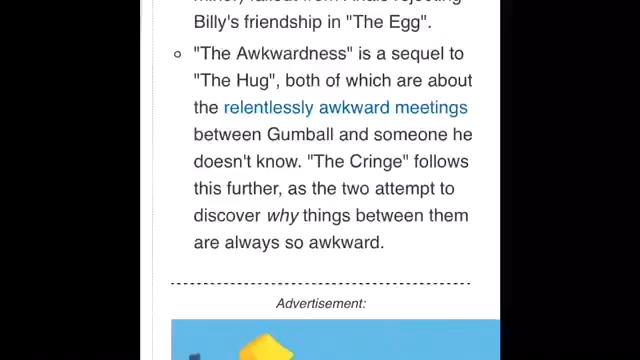 Billy's friendship in "The Egg".
"The Awkwardness" is a sequel to
"The Hug", both of which are about
the relentlessly awkward meetings
between Gumball and someone he
doesn't know. "The Cringe" follows
this further, as the two attempt to
discover why things between them
are always so awkward.
Advertisement: